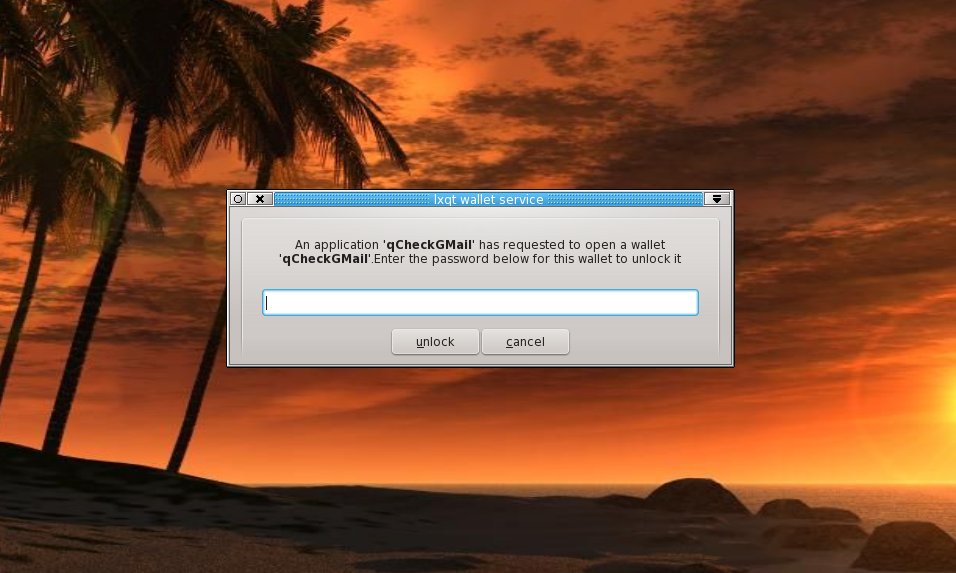 lxqt wallet service
An application 'qCheckGMail' has requested to open a wallet
'qCheckGMail'.Enter the password below for this wallet to unlock it
unlock cancel